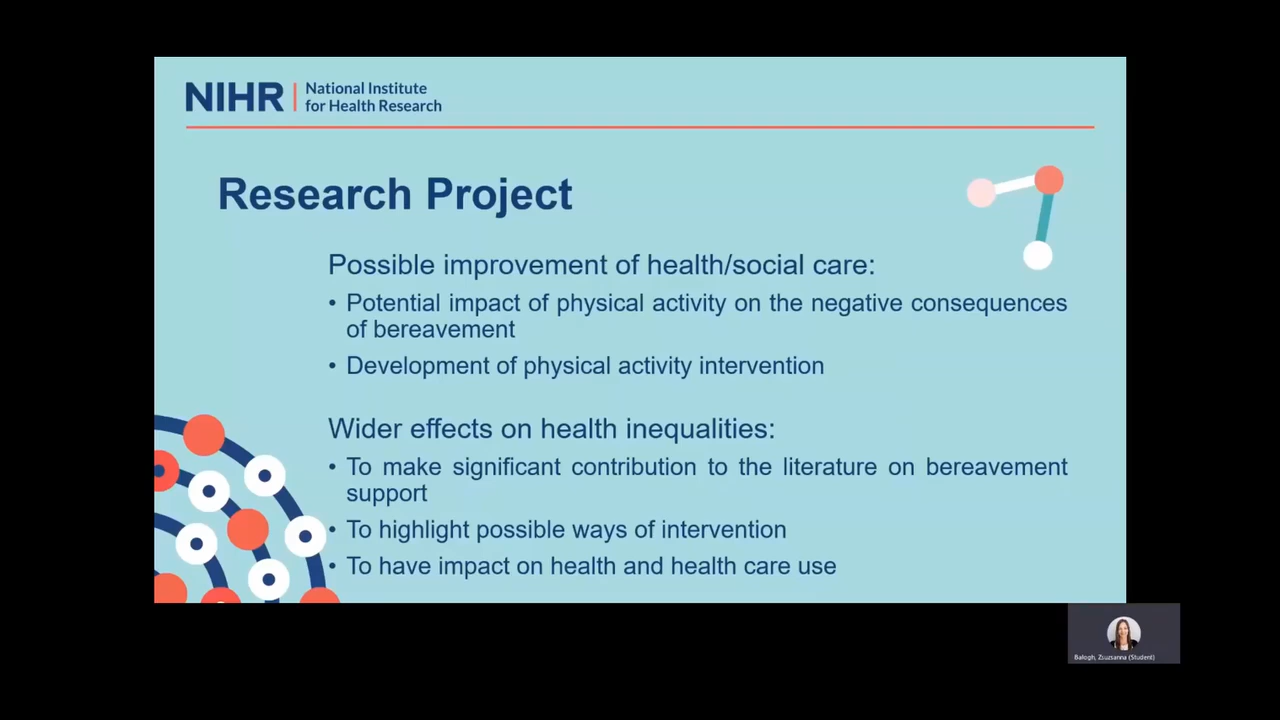 NIHR
National Institute
for Health Research
Research Project
Possible improvement of health/social care:
• Potential impact of physical activity on the negative consequences
of bereavement
• Development of physical activity intervention
Wider effects on health inequalities:
• To make significant contribution to the literature on bereavement
support
• To highlight possible ways of intervention
• To have impact on health and health care use
Balogh, Zsuzsanna (Student)